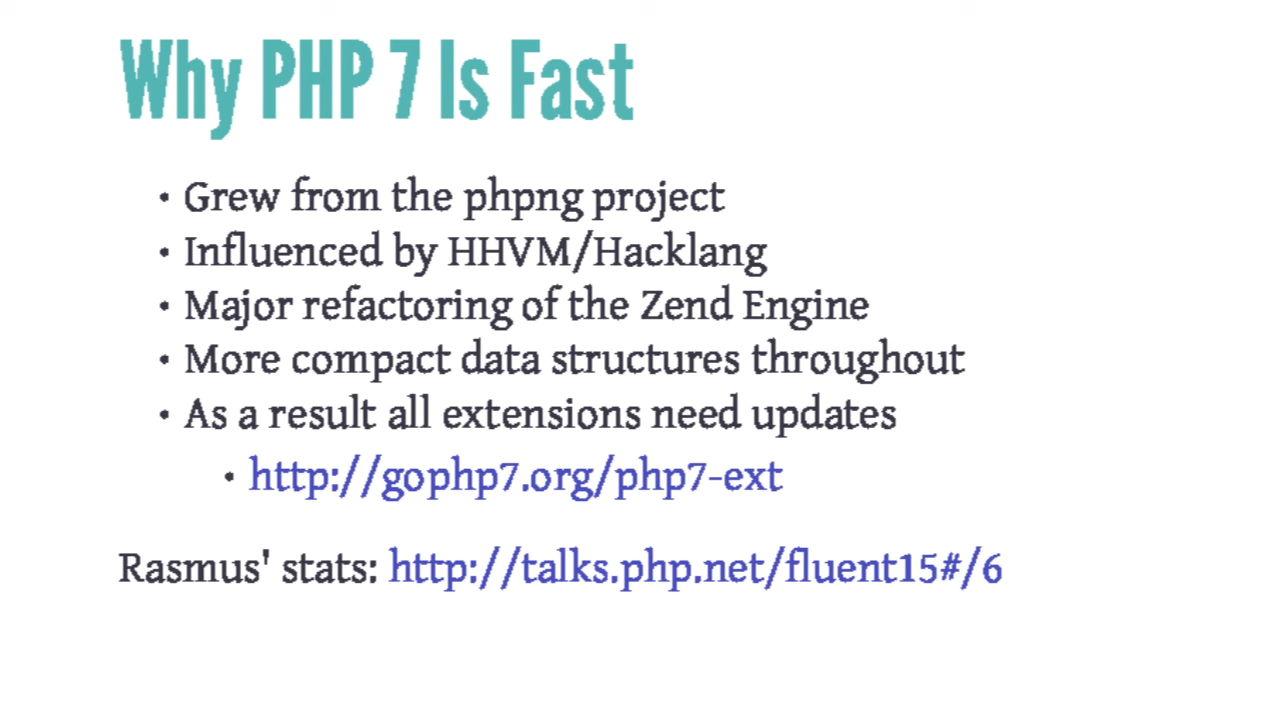 Why PHP 7 Is Fast
• Grew from the phpng project
• Influenced by HHVM/Hacklang
• Major refactoring of the Zend Engine
• More compact data structures throughout
• As a result all extensions need updates
• http://gophp7.org/php7-ext
Rasmus' stats: http://talks.php.net/fluent15#/6